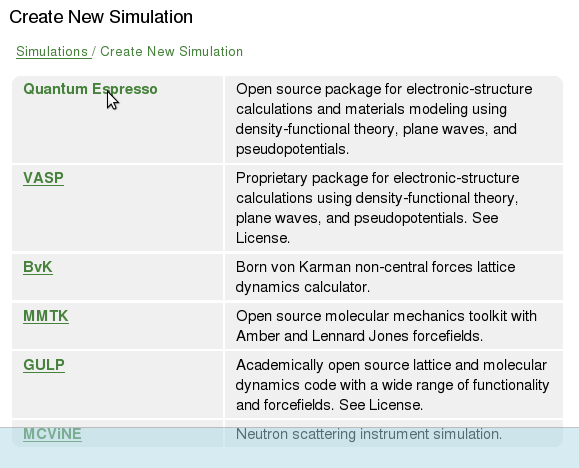 Create New Simulation
Simulations / Create New Simulation
Quantum Espresso
Open source package for electronic-structure
calculations and materials modeling using
density-functional theory, plane waves, and
pseudopotentials.
VASP
Proprietary package for electronic-structure
calculations using density-functional theory,
plane waves, and pseudopotentials. See
License.
BvK
Born von Karman non-central forces lattice
dynamics calculator.
MMTK
Open source molecular mechanics toolkit with
Amber and Lennard Jones forcefields.
GULP
Academically open source lattice and molecular
dynamics code with a wide range of functionality
and forcefields. See License.
MCViNE
Neutron scattering instrument simulation.